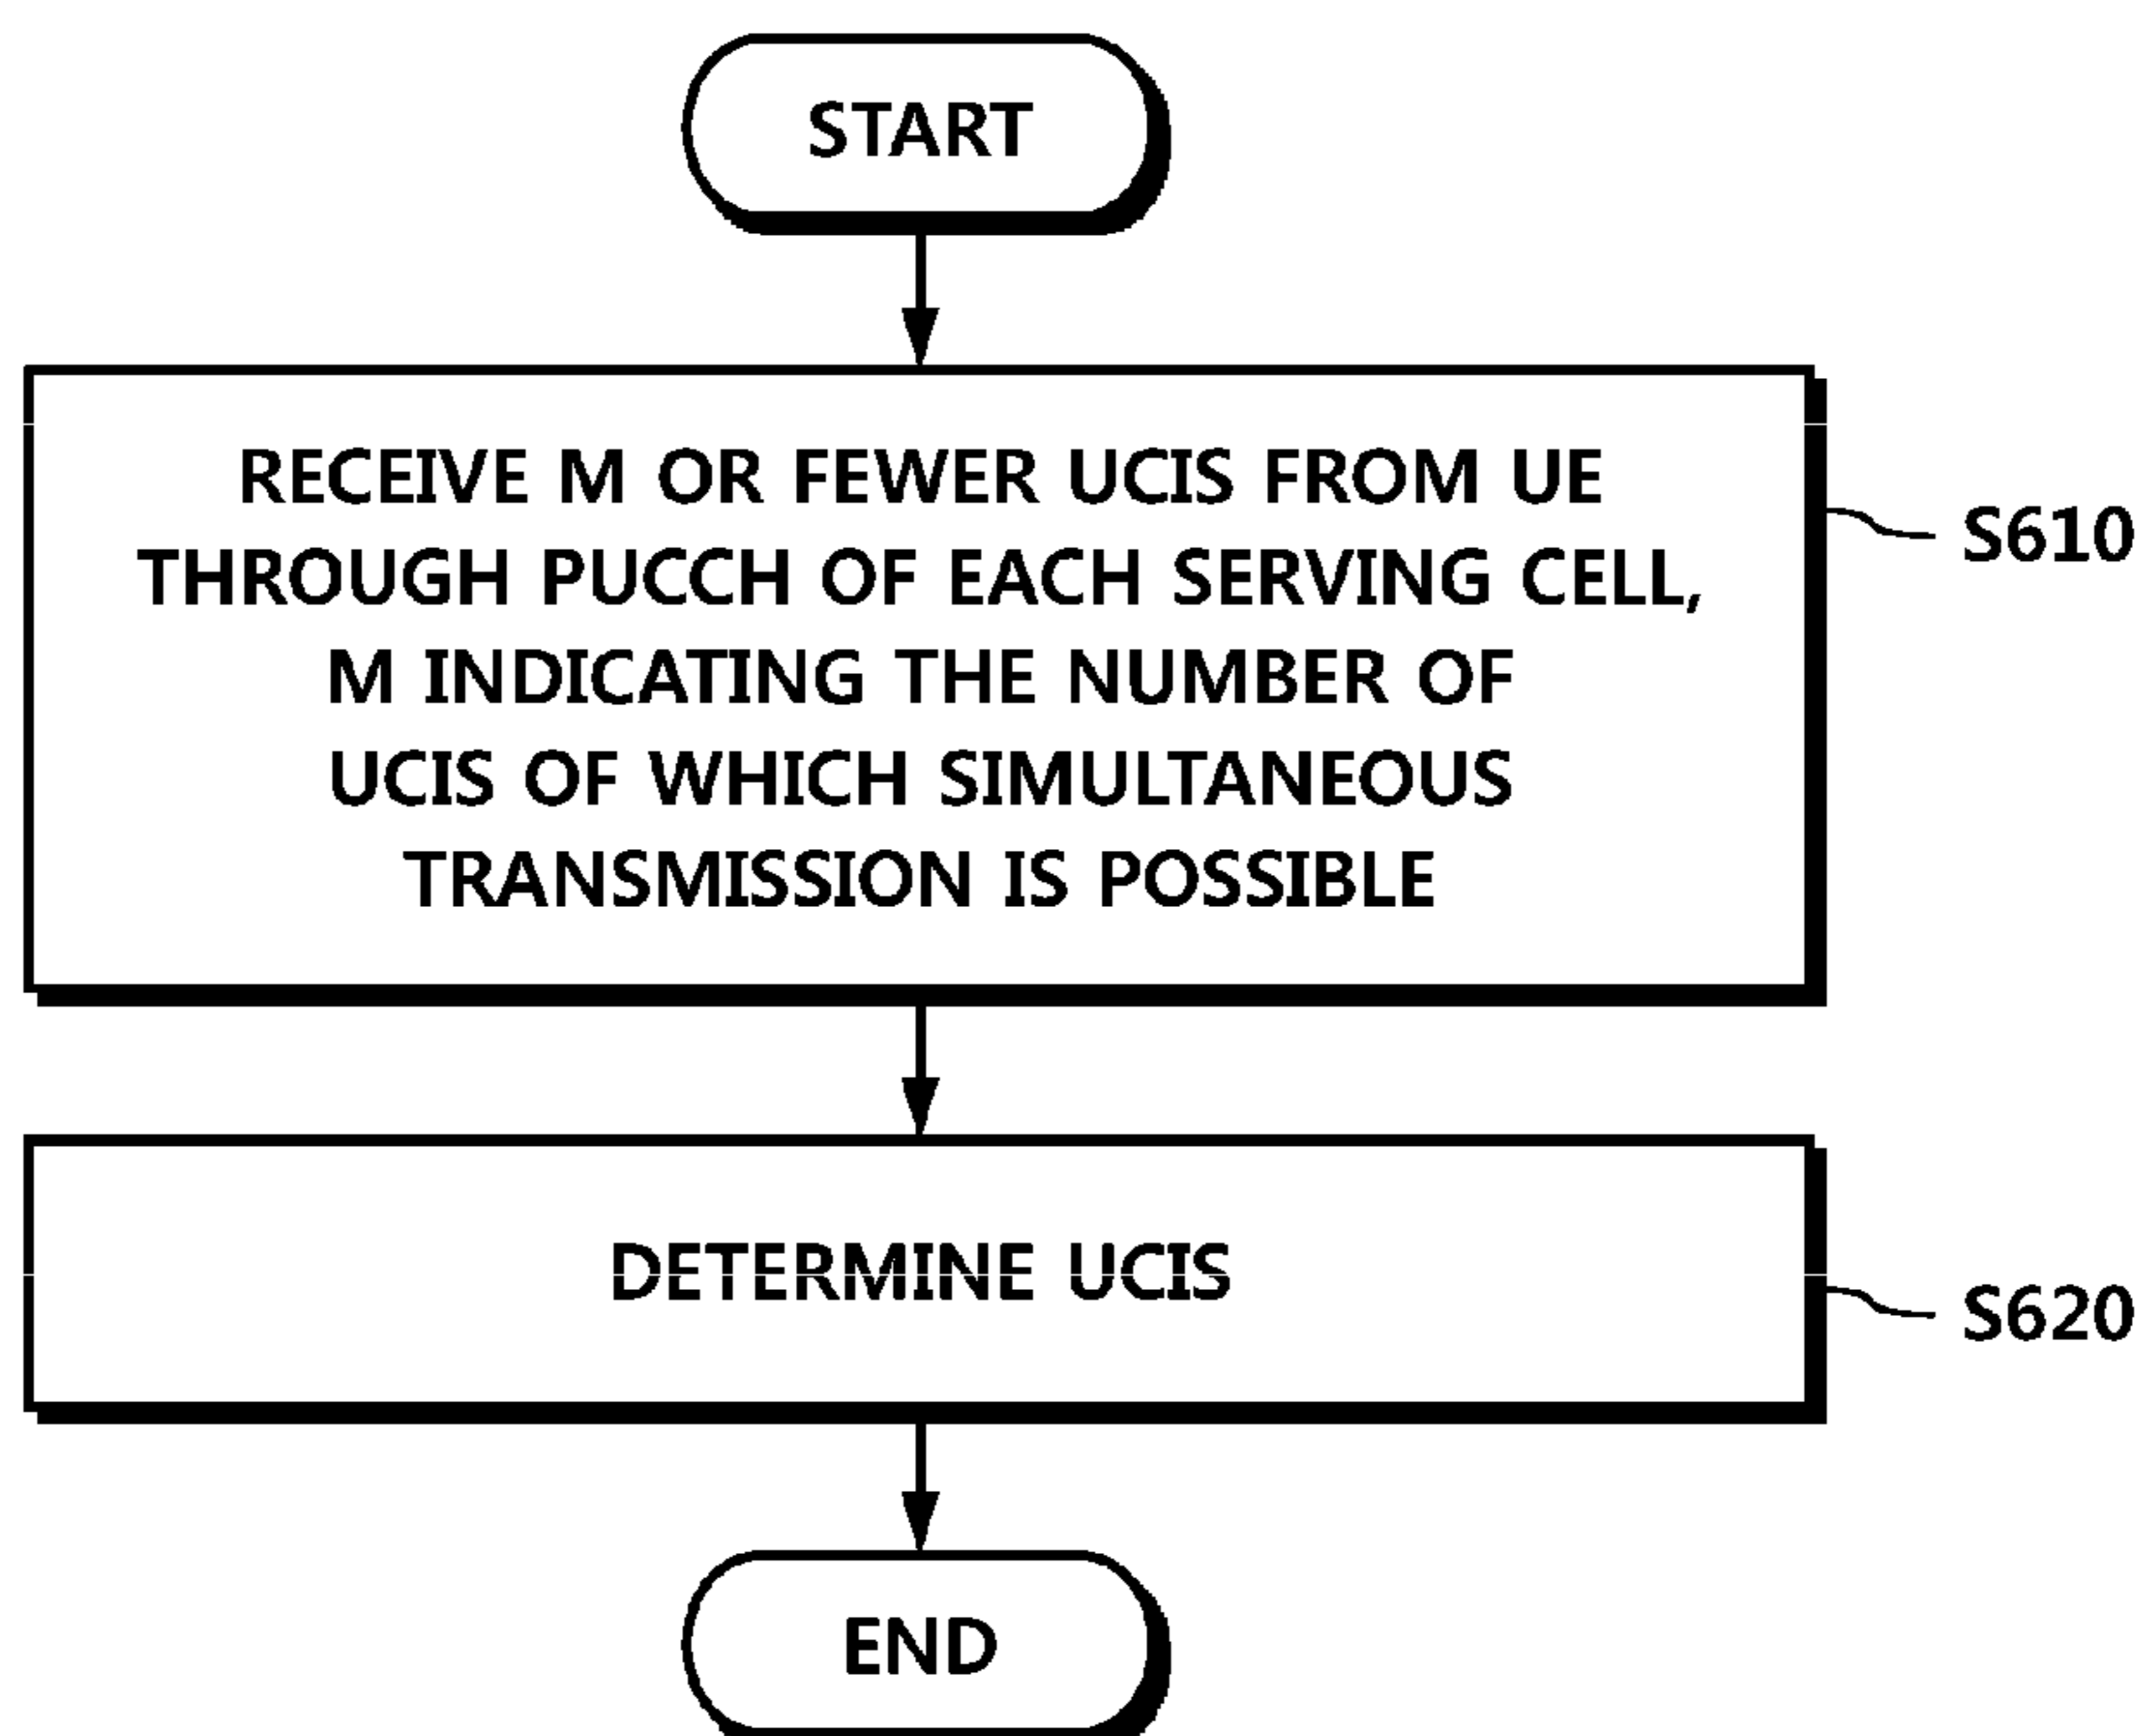 START
RECEIVE M OR FEWER UCIS FROM UE
THROUGH PUCCH OF EACH SERVING CELL,
M INDICATING THE NUMBER OF
UCIS OF WHICH SIMULTANEOUS
TRANSMISSION IS POSSIBLE
S610
DETERMINE UCIS
S620
END